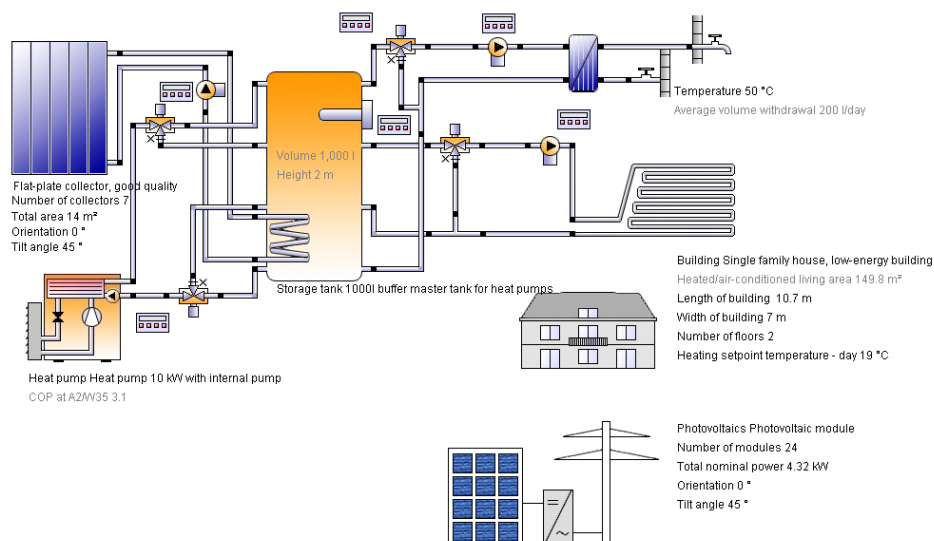 Temperature 50 °C
Average volume withdrawal 200 l/day
Volume 1,000 l
Height 2 m
Flat-plate collector, good quality
Number of collectors 7
Total area 14 m²
Orientation 0 °
Tilt angle 45 °
Storage tank 1000l buffer master tank for heat pumps
Building Single family house, low-energy building
Heated/air-conditioned living area 149.8 m²
Length of building 10.7 m
Width of building 7 m
Number of floors 2
Heating setpoint temperature - day 19 °C
Heat pump Heat pump 10 kW with internal pump
COP at A2/W35 3.1
Photovoltaics Photovoltaic module
Number of modules 24
Total nominal power 4.32 kW
Orientation 0 °
Tilt angle 45 °